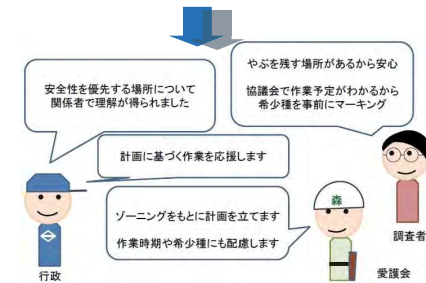 やぶを残す場所があるから安心
協議会で作業予定がわかるから
希少種を事前にマーキング
安全性を優先する場所について
関係者で理解が得られました
計画に基づく作業を応援します
ゾーニングをもとに計画を立てます
作業時期や希少種にも配慮します
森
調査者
行政
愛護会